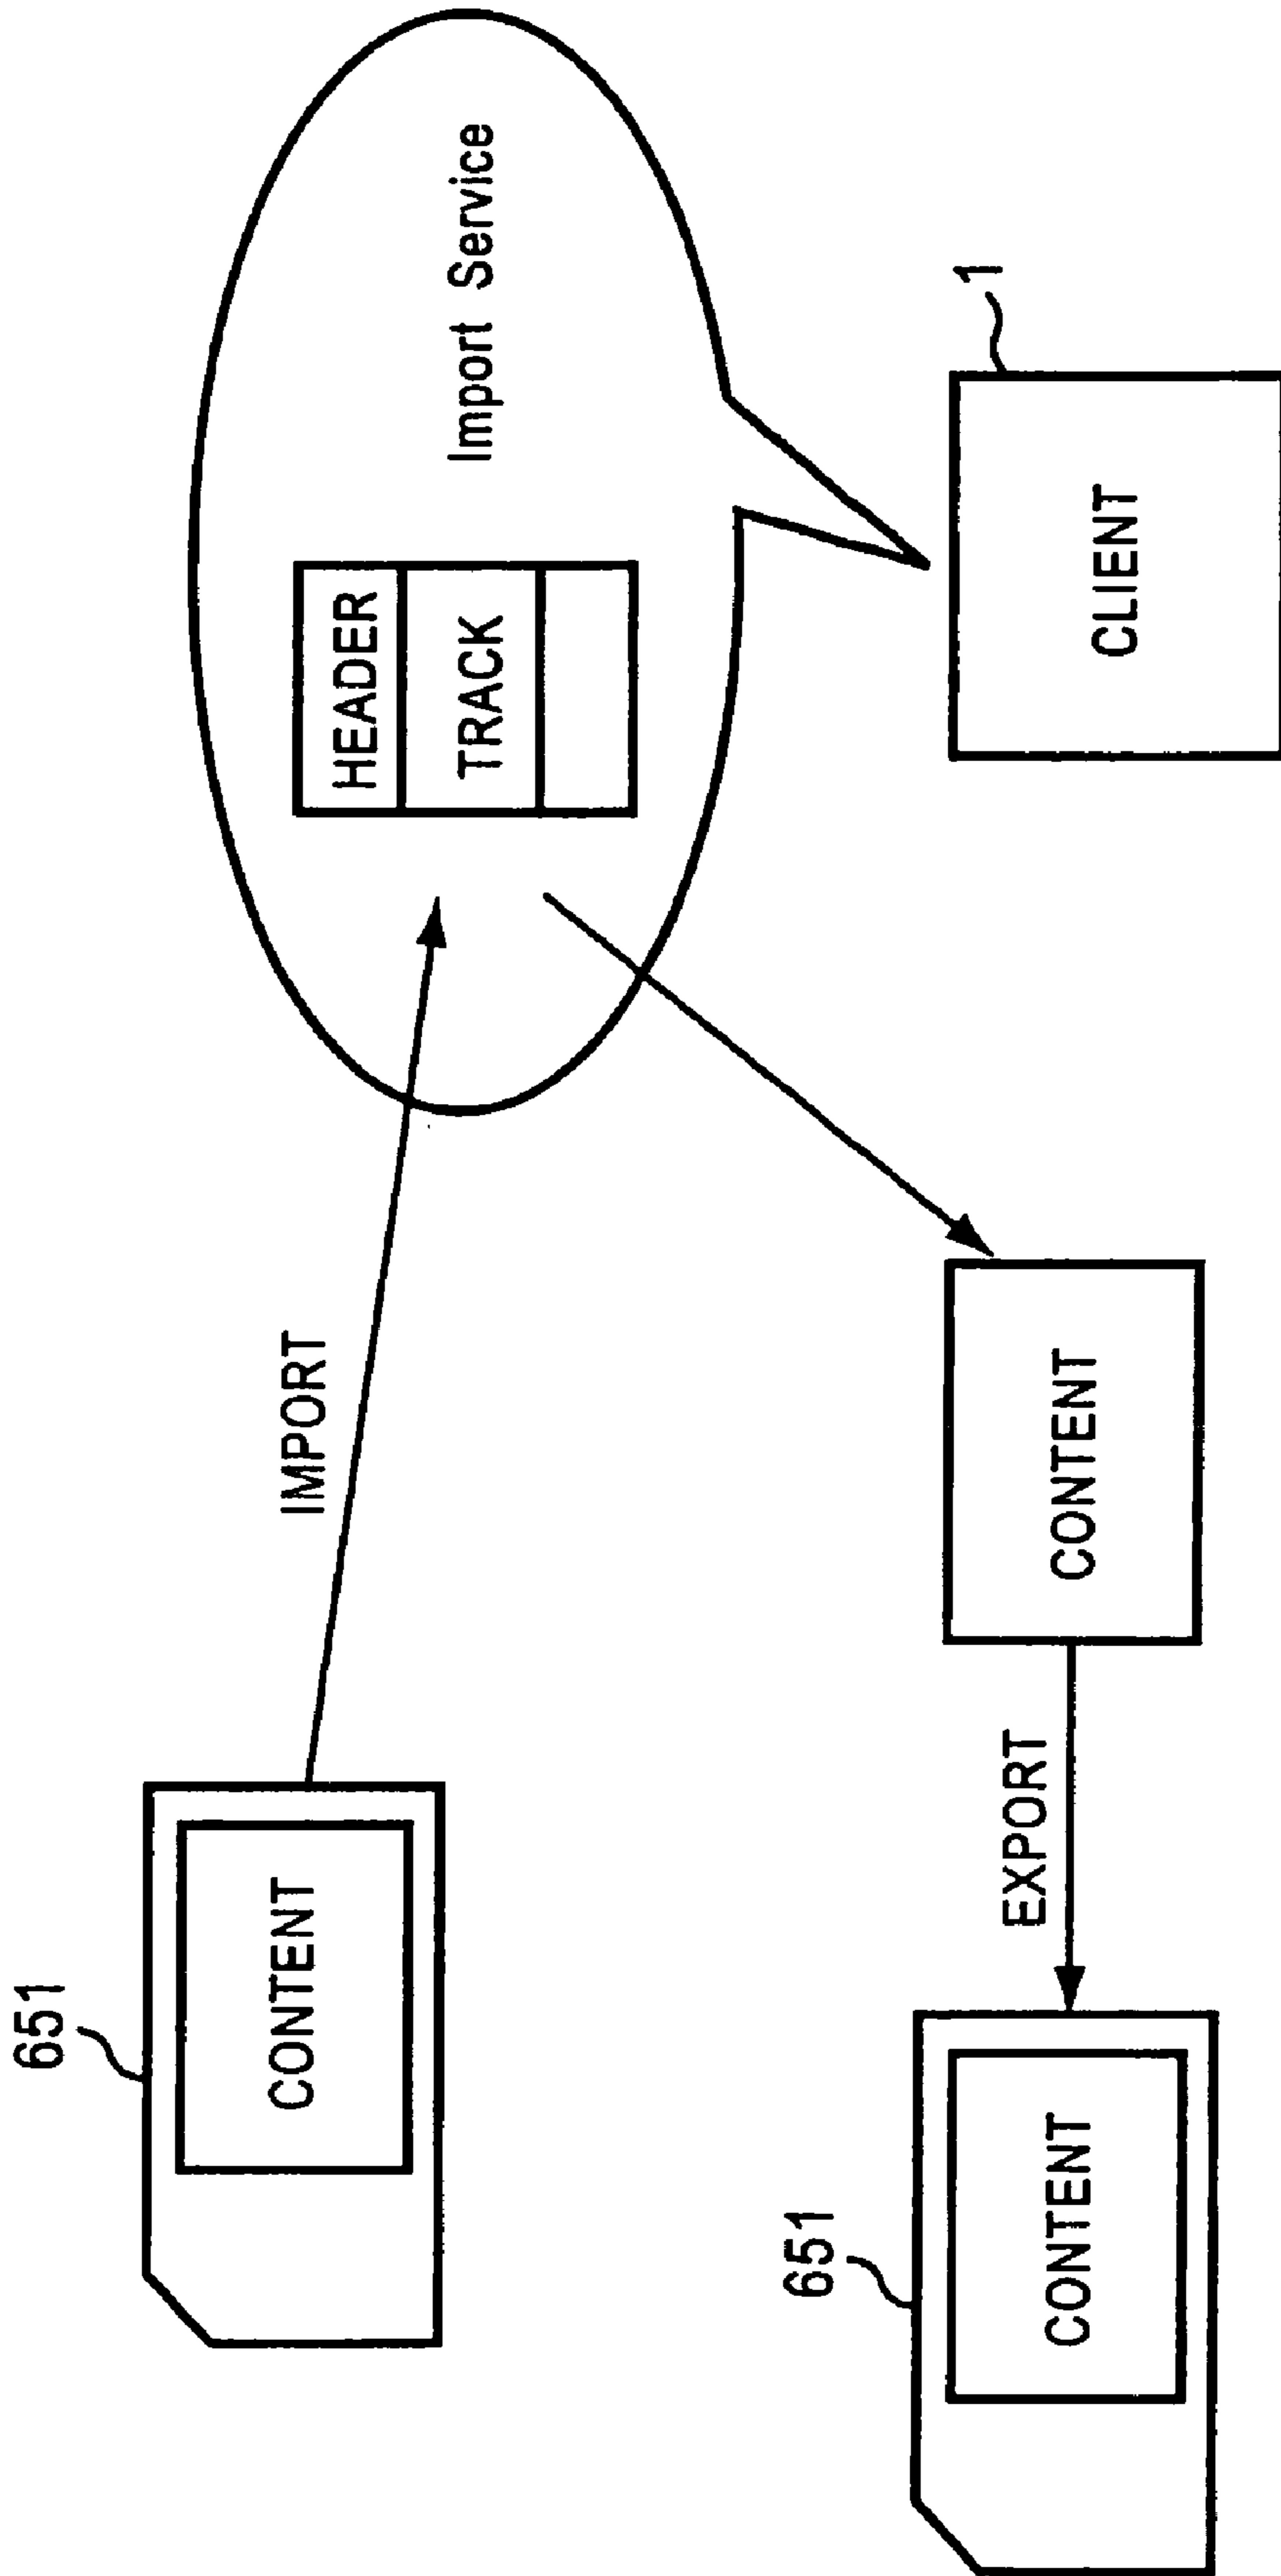 651
CONTENT
IMPORT
HEADER
TRACK
Import Service
651
CONTENT
EXPORT
CONTENT
CLIENT
1